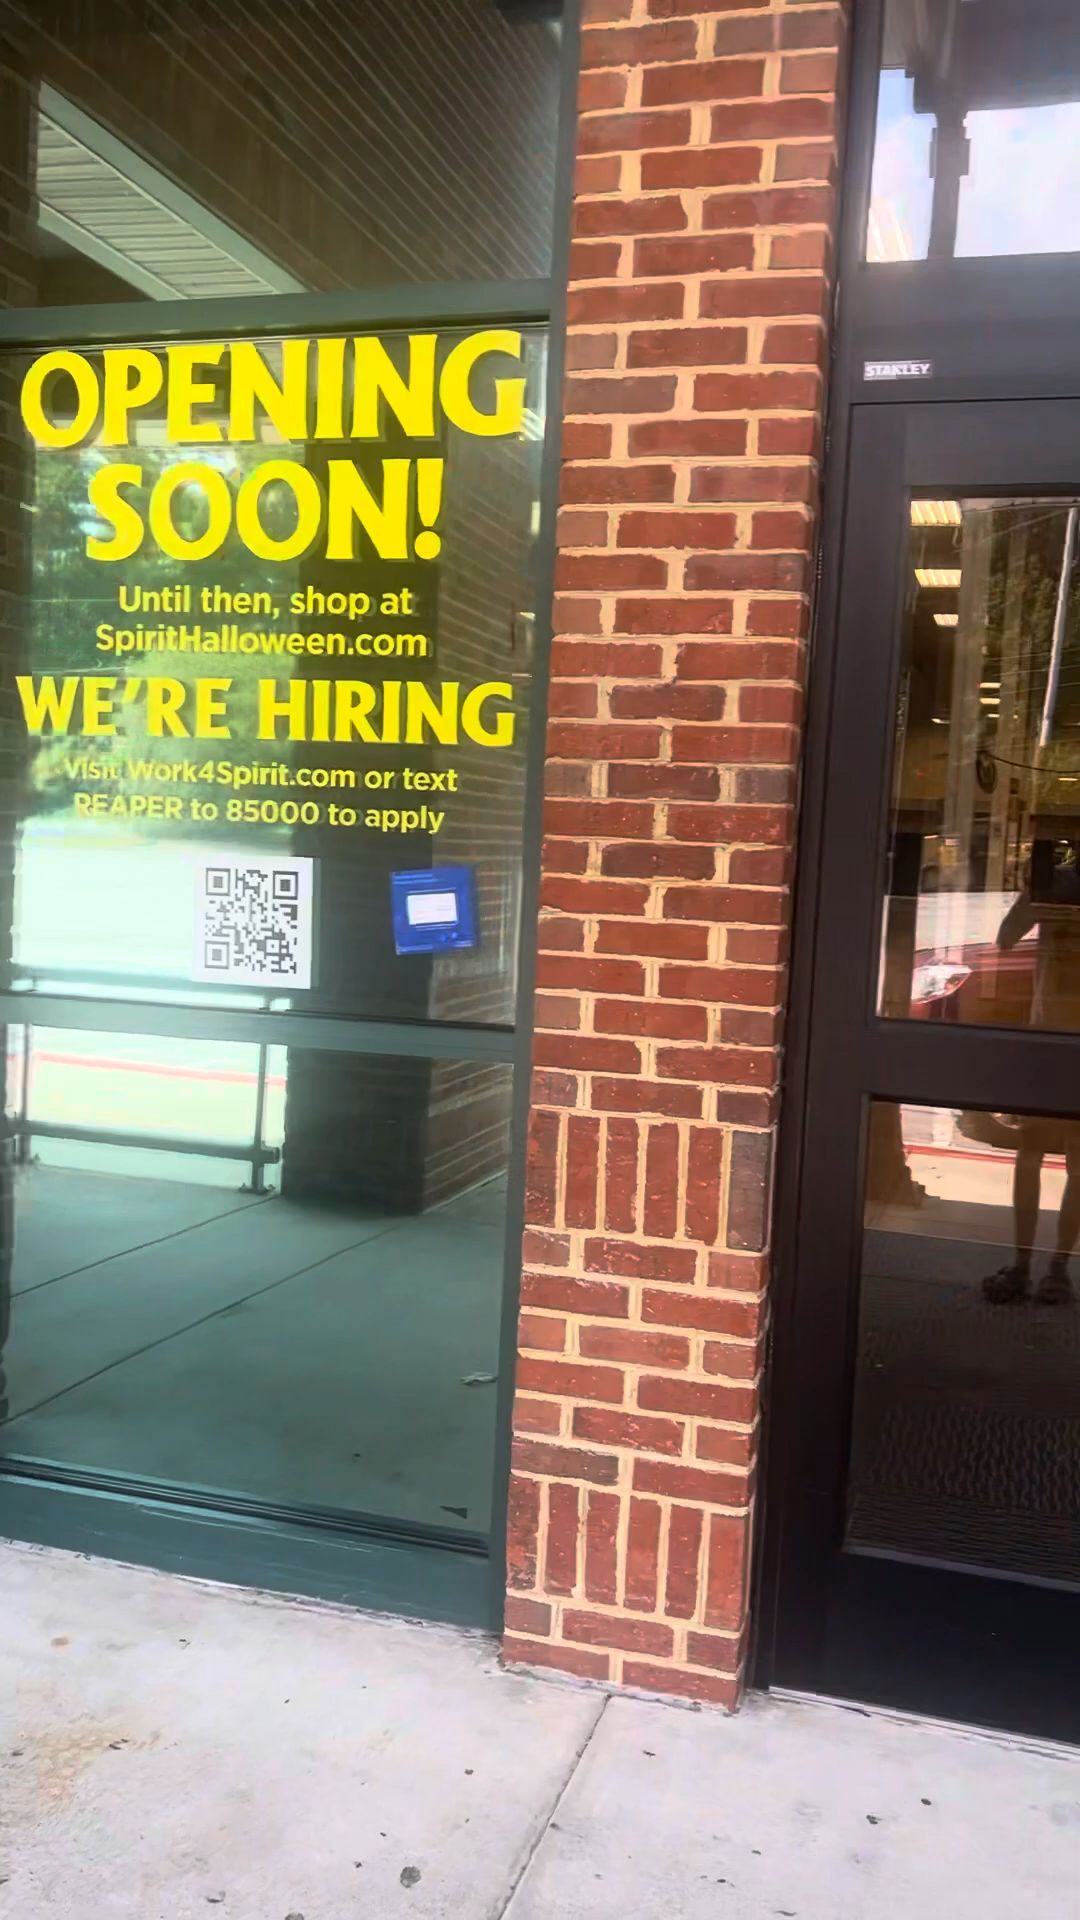 OPENING
SOON!
Until then, shop at
SpiritHalloween.com
WE'RE HIRING
Visit Work4Spirit.com or text
REAPER to 85000 to apply
STANLEY